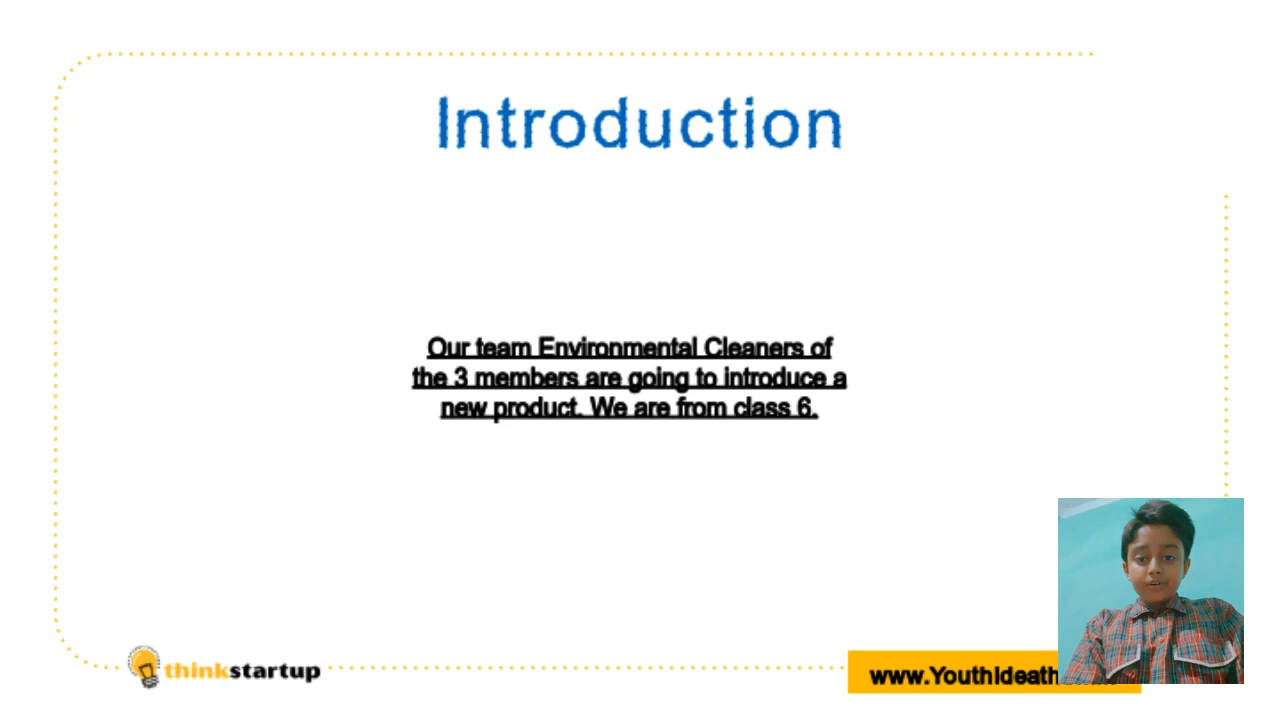 Introduction
Our team Environmental Cleaners of
the 3 members are going to introduce a
new product. We are from class 6.
thinkstartup